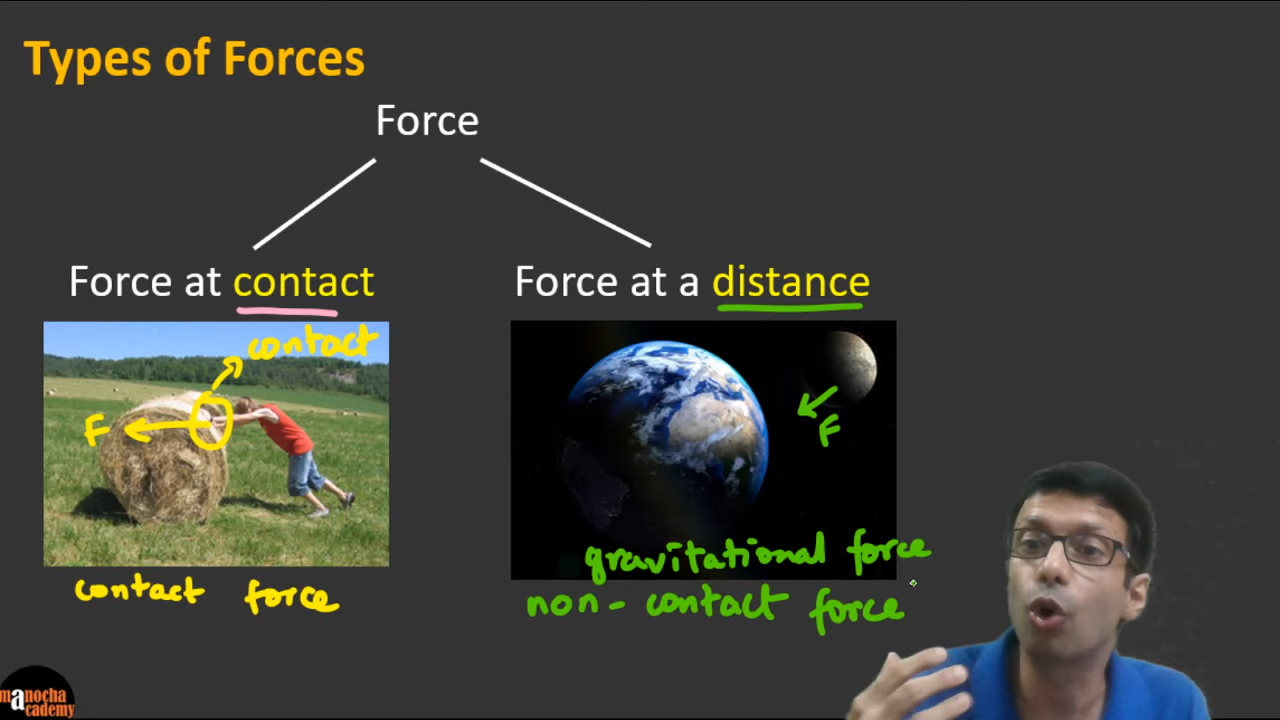 Types of Forces
Force
Force at contact
Force at a distance
contact
F
F
gravitational force
contact force
non-contact force
manocha
academy